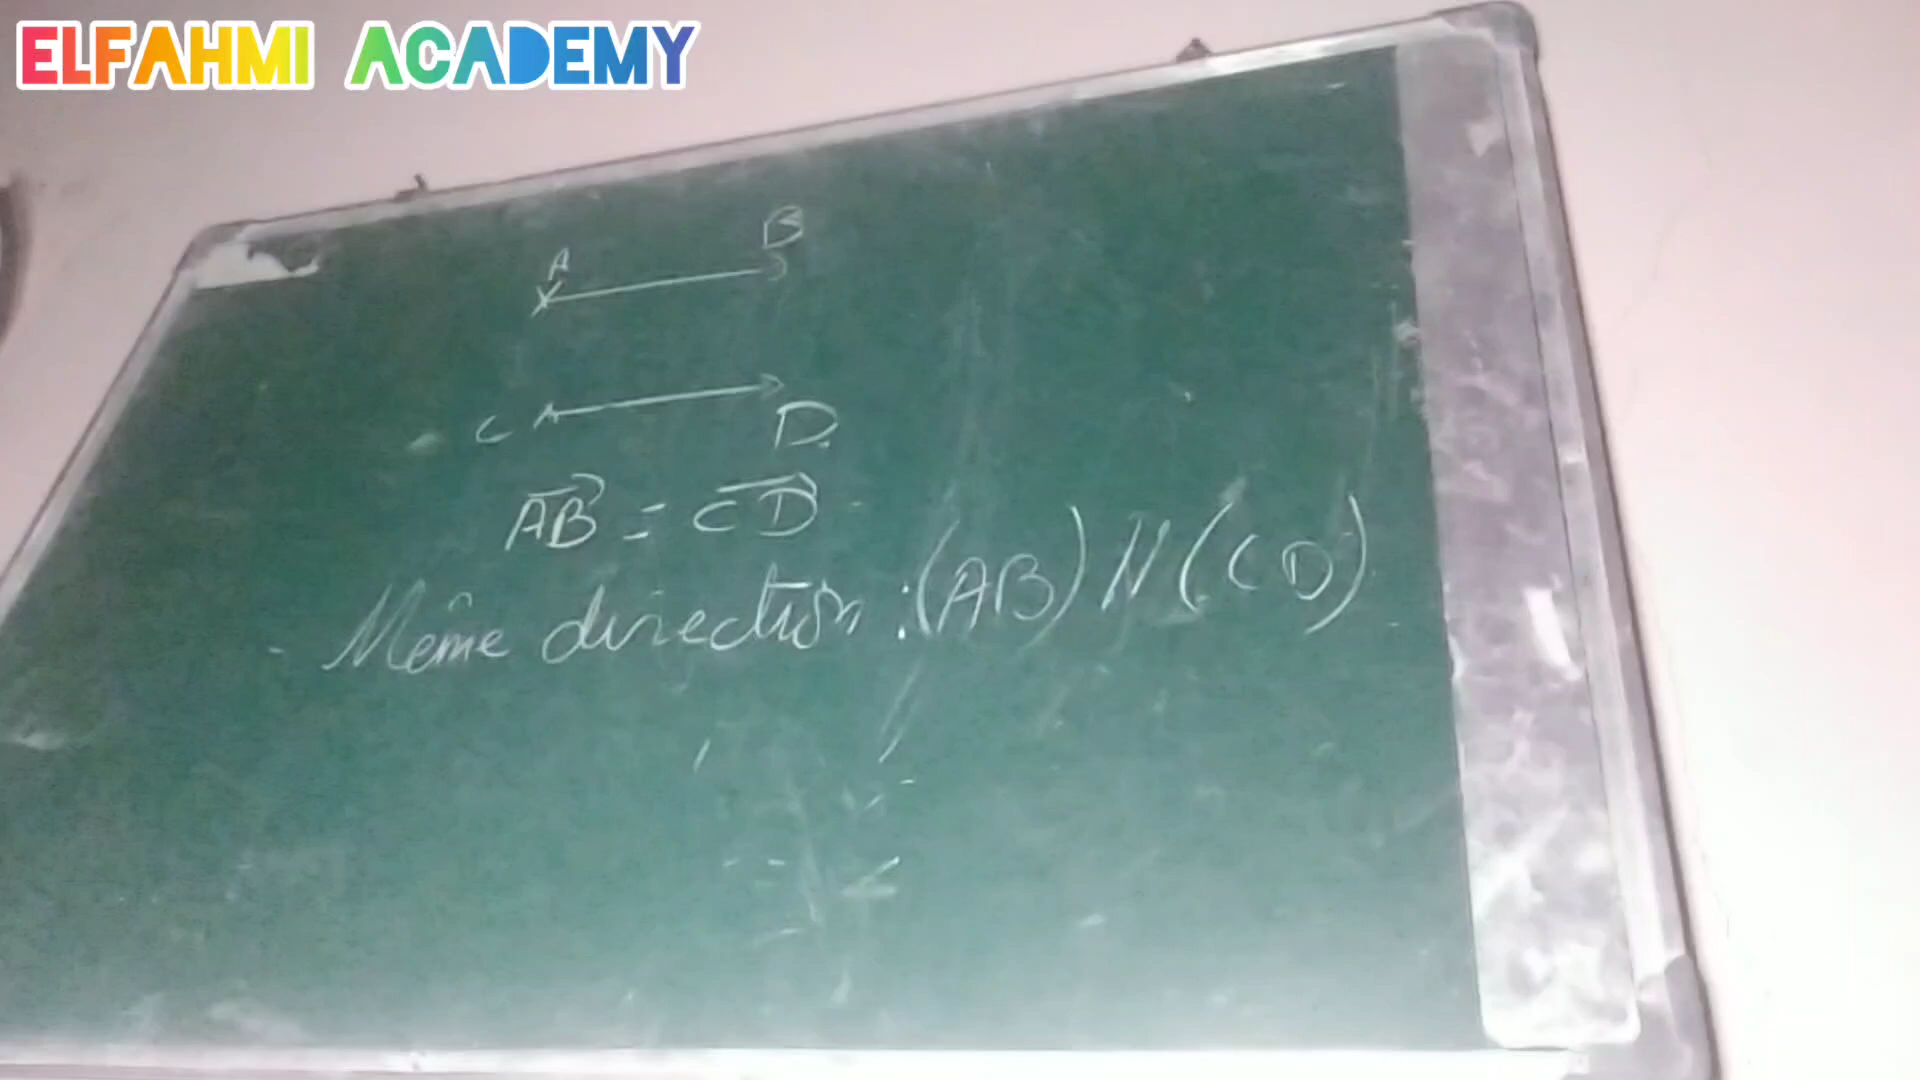 ELFAHMI ACADEMY
A B
C D
AB = CD
- Même direction : (AB) // (CD)